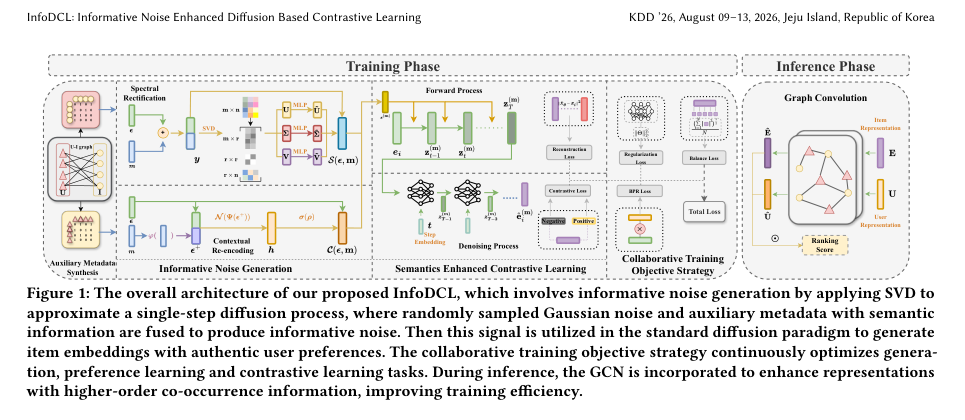 InfoDCL: Informative Noise Enhanced Diffusion Based Contrastive Learning
KDD '26, August 09–13, 2026, Jeju Island, Republic of Korea
Training Phase
Inference Phase
Spectral
Rectification
ϵ
m
SVD
y
m × n
m × r
r × r
r × n
MLP
MLP
MLP
U
Σ
V
S(ϵ, m)
U-I graph
U
I
Auxiliary Metadata
Synthesis
m
φ( )
ϵ⁺
N(Ψ(ϵ⁺))
Contextual
Re-encoding
h
σ(ρ)
C(ϵ, m)
Informative Noise Generation
Forward Process
e_i
Reconstruction
Loss
Contrastive Loss
Negative
Positive
t
Step
Embedding
Denoising Process
Semantics Enhanced Contrastive Learning
Regularization
Loss
Balance Loss
BPR Loss
Total Loss
Collaborative Training
Objective Strategy
Graph Convolution
Item
Representation
Ê
E
Û
U
User
Representation
⊙
Ranking
Score
Figure 1: The overall architecture of our proposed InfoDCL, which involves informative noise generation by applying SVD to
approximate a single-step diffusion process, where randomly sampled Gaussian noise and auxiliary metadata with semantic
information are fused to produce informative noise. Then this signal is utilized in the standard diffusion paradigm to generate
item embeddings with authentic user preferences. The collaborative training objective strategy continuously optimizes genera-
tion, preference learning and contrastive learning tasks. During inference, the GCN is incorporated to enhance representations
with higher-order co-occurrence information, improving training efficiency.